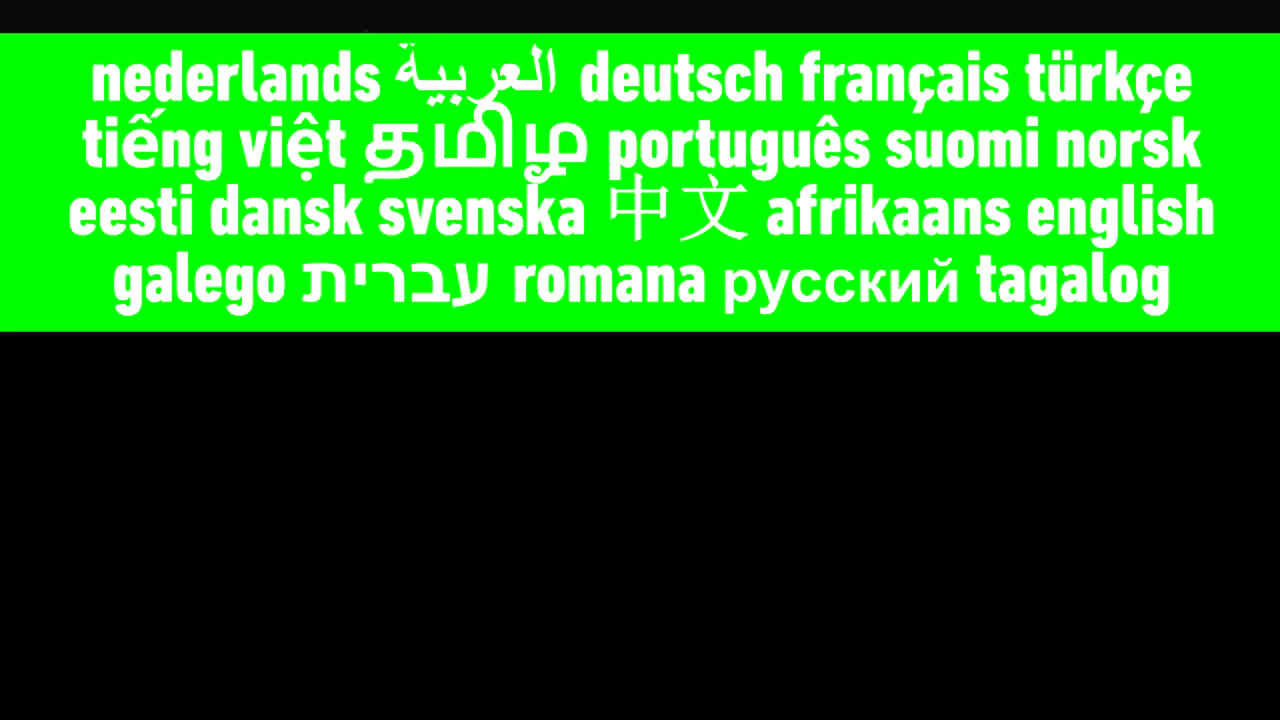 nederlands العربية deutsch français türkçe
tiếng việt தமிழ் português suomi norsk
eesti dansk svenska 中文 afrikaans english
galego עברית romana русский tagalog